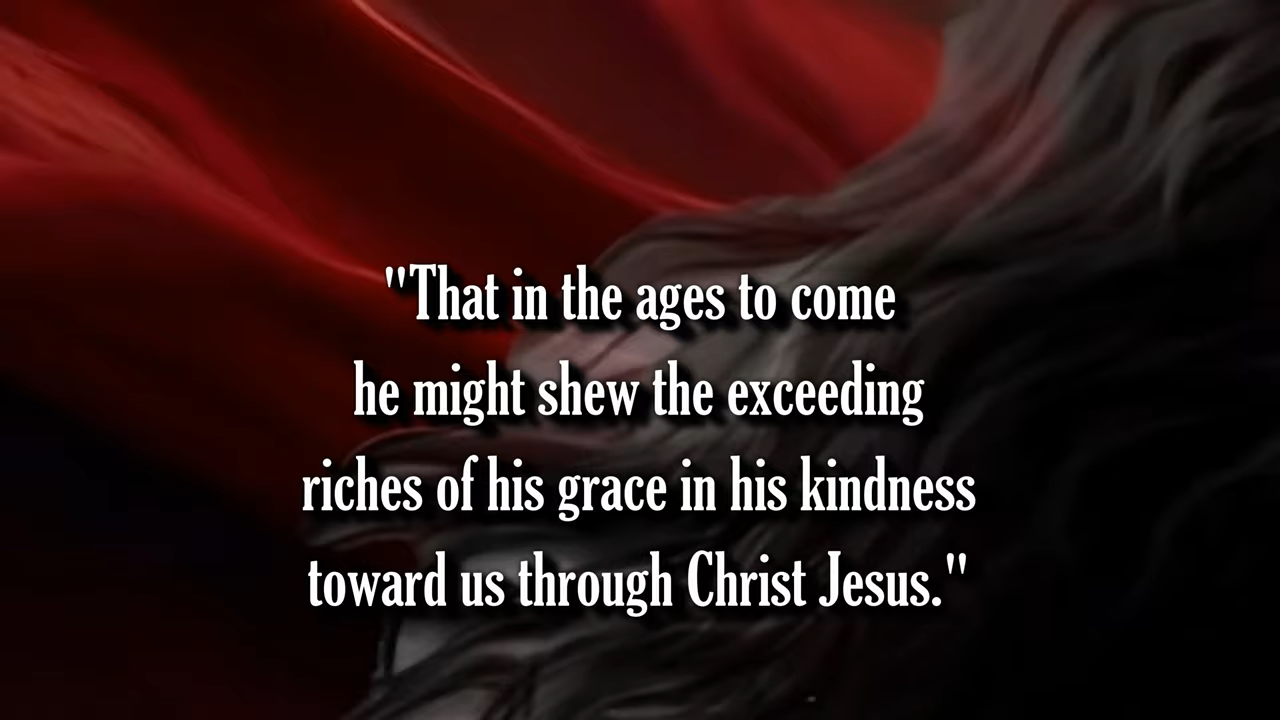 "That in the ages to come
he might shew the exceeding
riches of his grace in his kindness
toward us through Christ Jesus."